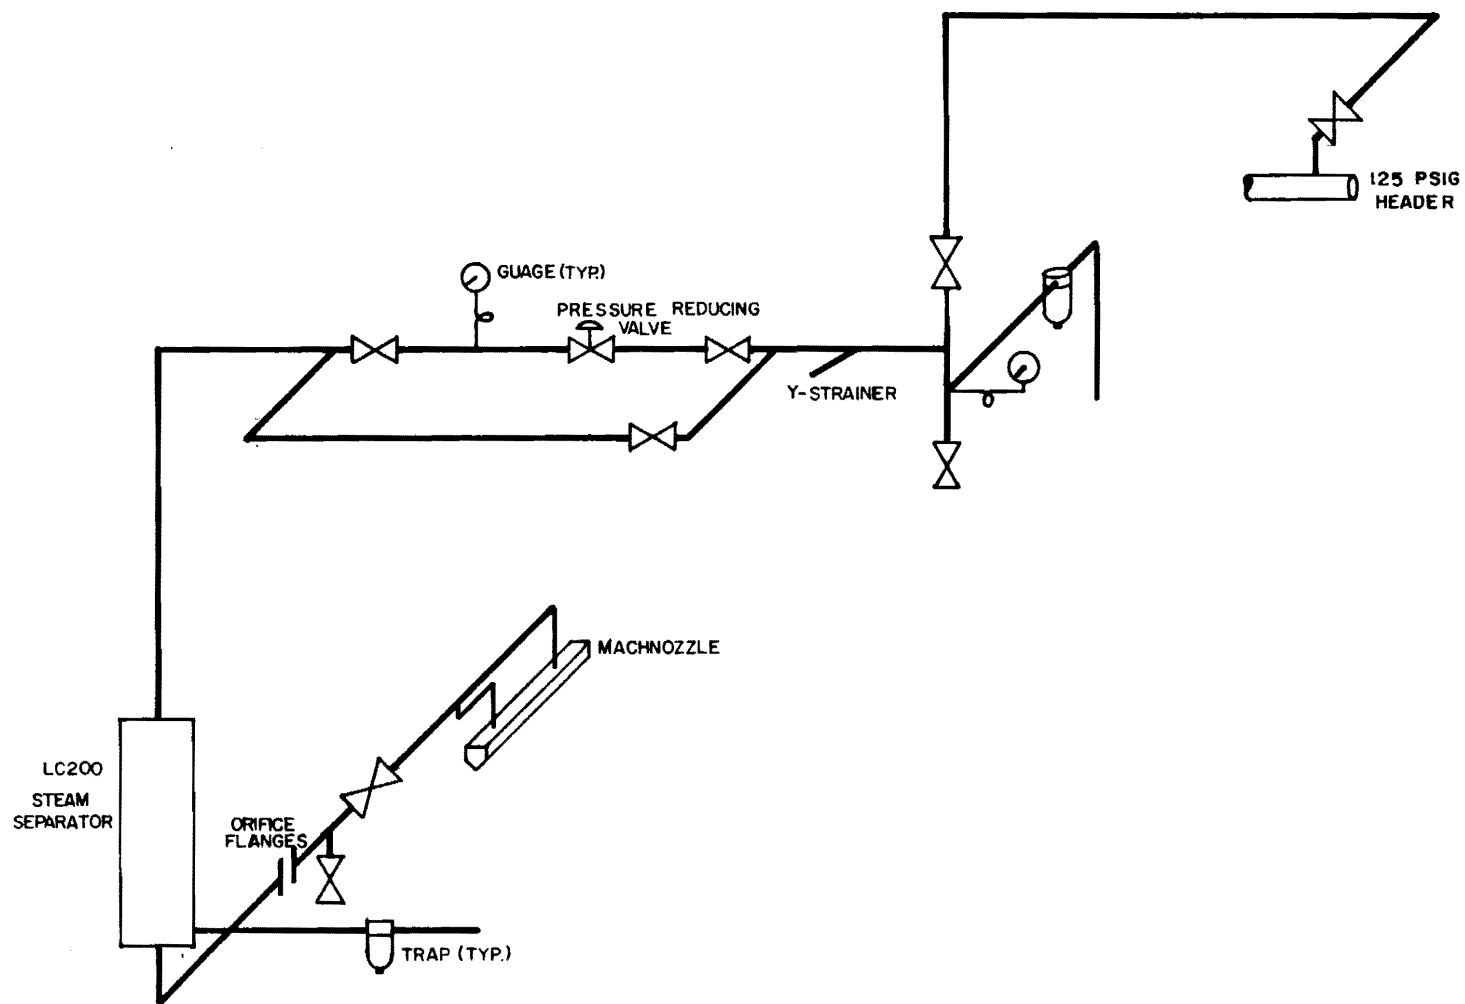 125 PSIG
HEADER
GUAGE (TYP.)
PRESSURE REDUCING
VALVE
Y-STRAINER
MACHNOZZLE
LC200
STEAM
SEPARATOR
ORIFICE
FLANGES
TRAP (TYP.)